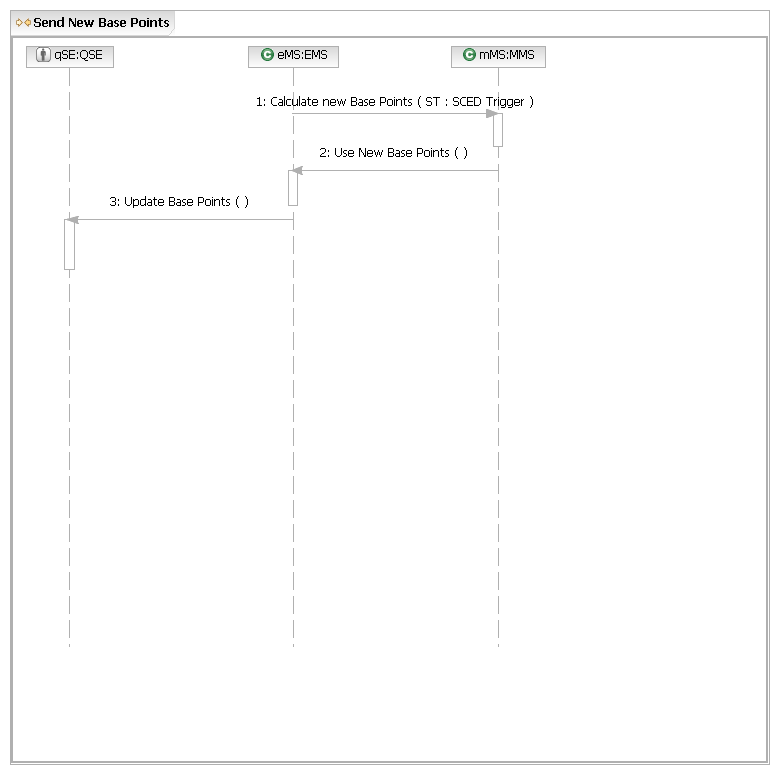 Send New Base Points
qSE:QSE
eMS:EMS
mMS:MMS
1: Calculate new Base Points ( ST : SCED Trigger )
2: Use New Base Points ( )
3: Update Base Points ( )